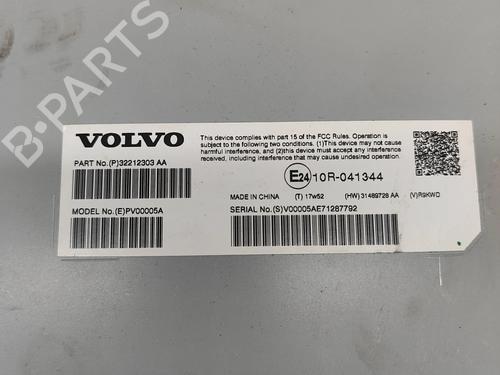 VOLVO
This device complies with part 15 of the FCC Rules. Operation is
subject to the following two conditions. (1)this device may not cause
harmful interference, and (2)this device must accept any interference
received, including interference that may cause undesired operation.
PART No.(P)32212303 AA
E24 10R-041344
MADE IN CHINA (T) 17w52 (HW) 31489728 AA (V)RSKWD
MODEL No.(E)PV00005A
SERIAL No.(S)V00005AE71287792
B-PARTS